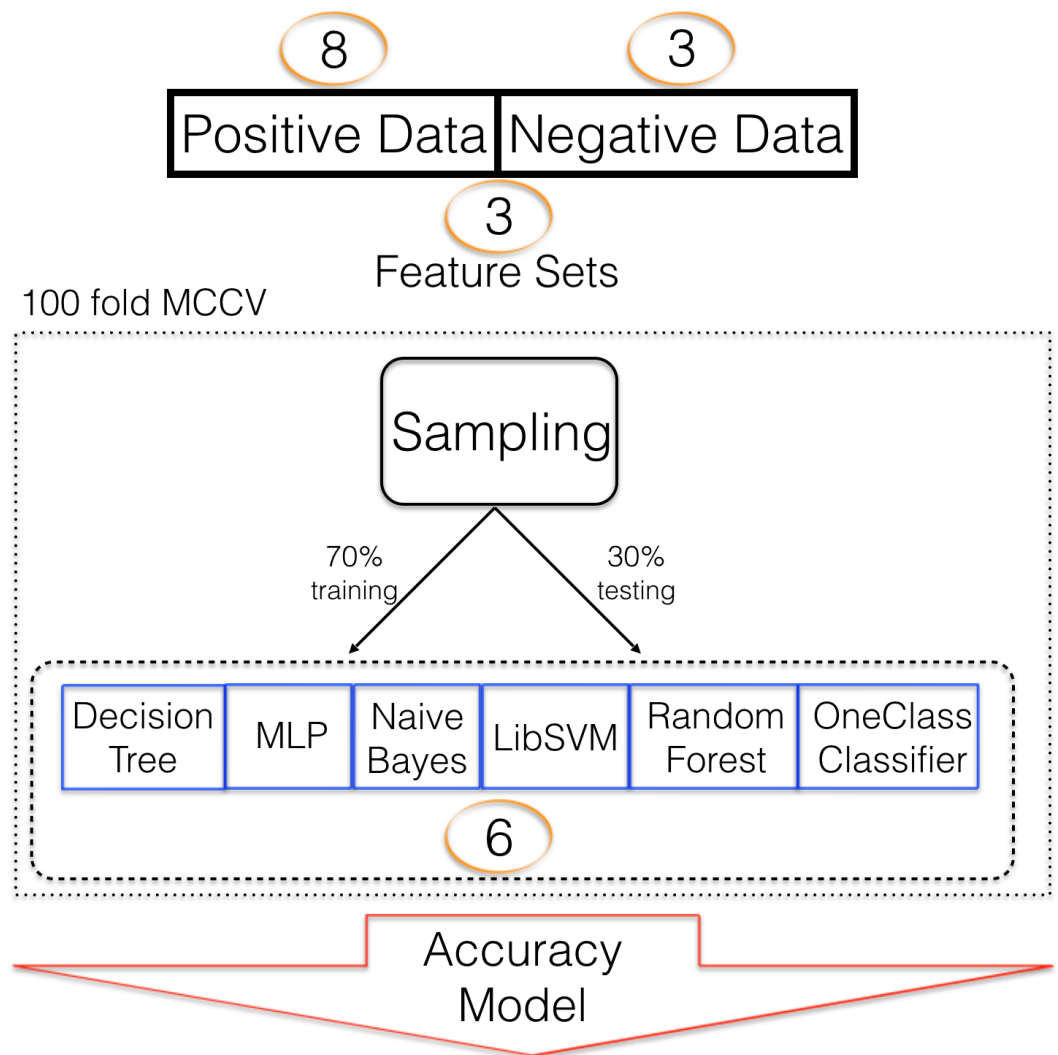 8
3
Positive Data
Negative Data
3
Feature Sets
100 fold MCCV
Sampling
70%
training
30%
testing
Decision
Tree
MLP
Naive
Bayes
LibSVM
Random
Forest
OneClass
Classifier
6
Accuracy
Model